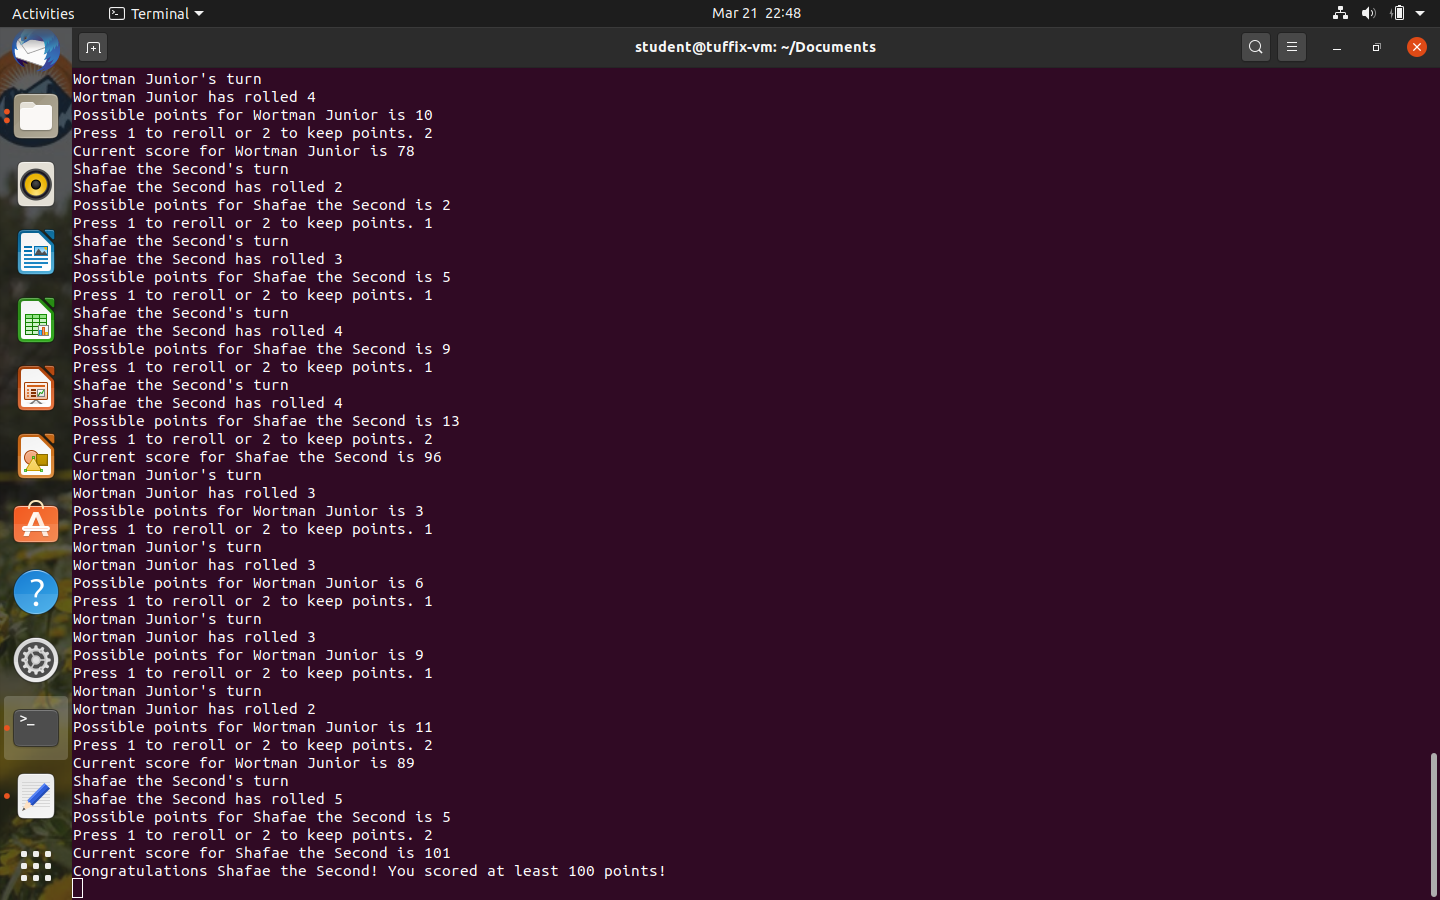 Activities
Terminal
Mar 21 22:48
student@tuffix-vm: ~/Documents
Wortman Junior's turn
Wortman Junior has rolled 4
Possible points for Wortman Junior is 10
Press 1 to reroll or 2 to keep points. 2
Current score for Wortman Junior is 78
Shafae the Second's turn
Shafae the Second has rolled 2
Possible points for Shafae the Second is 2
Press 1 to reroll or 2 to keep points. 1
Shafae the Second's turn
Shafae the Second has rolled 3
Possible points for Shafae the Second is 5
Press 1 to reroll or 2 to keep points. 1
Shafae the Second's turn
Shafae the Second has rolled 4
Possible points for Shafae the Second is 9
Press 1 to reroll or 2 to keep points. 1
Shafae the Second's turn
Shafae the Second has rolled 4
Possible points for Shafae the Second is 13
Press 1 to reroll or 2 to keep points. 2
Current score for Shafae the Second is 96
Wortman Junior's turn
Wortman Junior has rolled 3
Possible points for Wortman Junior is 3
Press 1 to reroll or 2 to keep points. 1
Wortman Junior's turn
Wortman Junior has rolled 3
Possible points for Wortman Junior is 6
Press 1 to reroll or 2 to keep points. 1
Wortman Junior's turn
Wortman Junior has rolled 3
Possible points for Wortman Junior is 9
Press 1 to reroll or 2 to keep points. 1
Wortman Junior's turn
Wortman Junior has rolled 2
Possible points for Wortman Junior is 11
Press 1 to reroll or 2 to keep points. 2
Current score for Wortman Junior is 89
Shafae the Second's turn
Shafae the Second has rolled 5
Possible points for Shafae the Second is 5
Press 1 to reroll or 2 to keep points. 2
Current score for Shafae the Second is 101
Congratulations Shafae the Second! You scored at least 100 points!